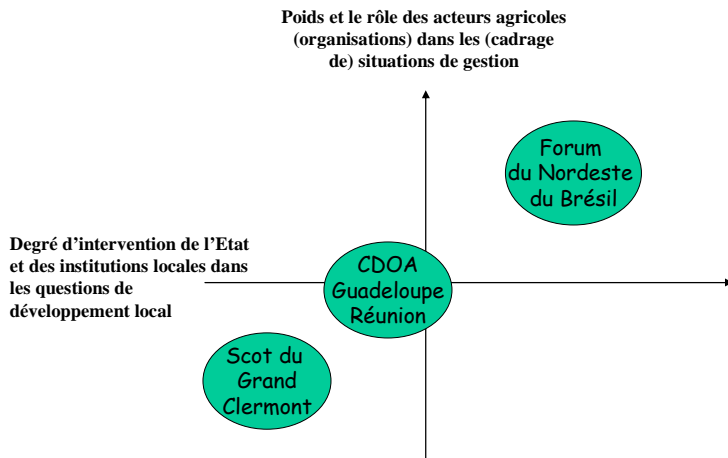 Poids et le rôle des acteurs agricoles
(organisations) dans les (cadrage
de) situations de gestion
Forum
du Nordeste
du Brésil
Degré d'intervention de l'Etat
et des institutions locales dans
les questions de
développement local
CDOA
Guadeloupe
Réunion
Scot du
Grand
Clermont